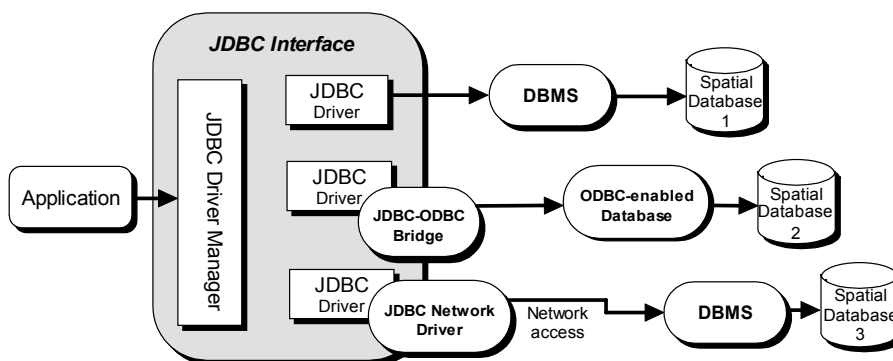 JDBC Interface
Application
JDBC Driver Manager
JDBC
Driver
DBMS
Spatial
Database
1
JDBC
Driver
JDBC-ODBC
Bridge
ODBC-enabled
Database
Spatial
Database
2
JDBC
Driver
JDBC Network
Driver
Network
access
DBMS
Spatial
Database
3